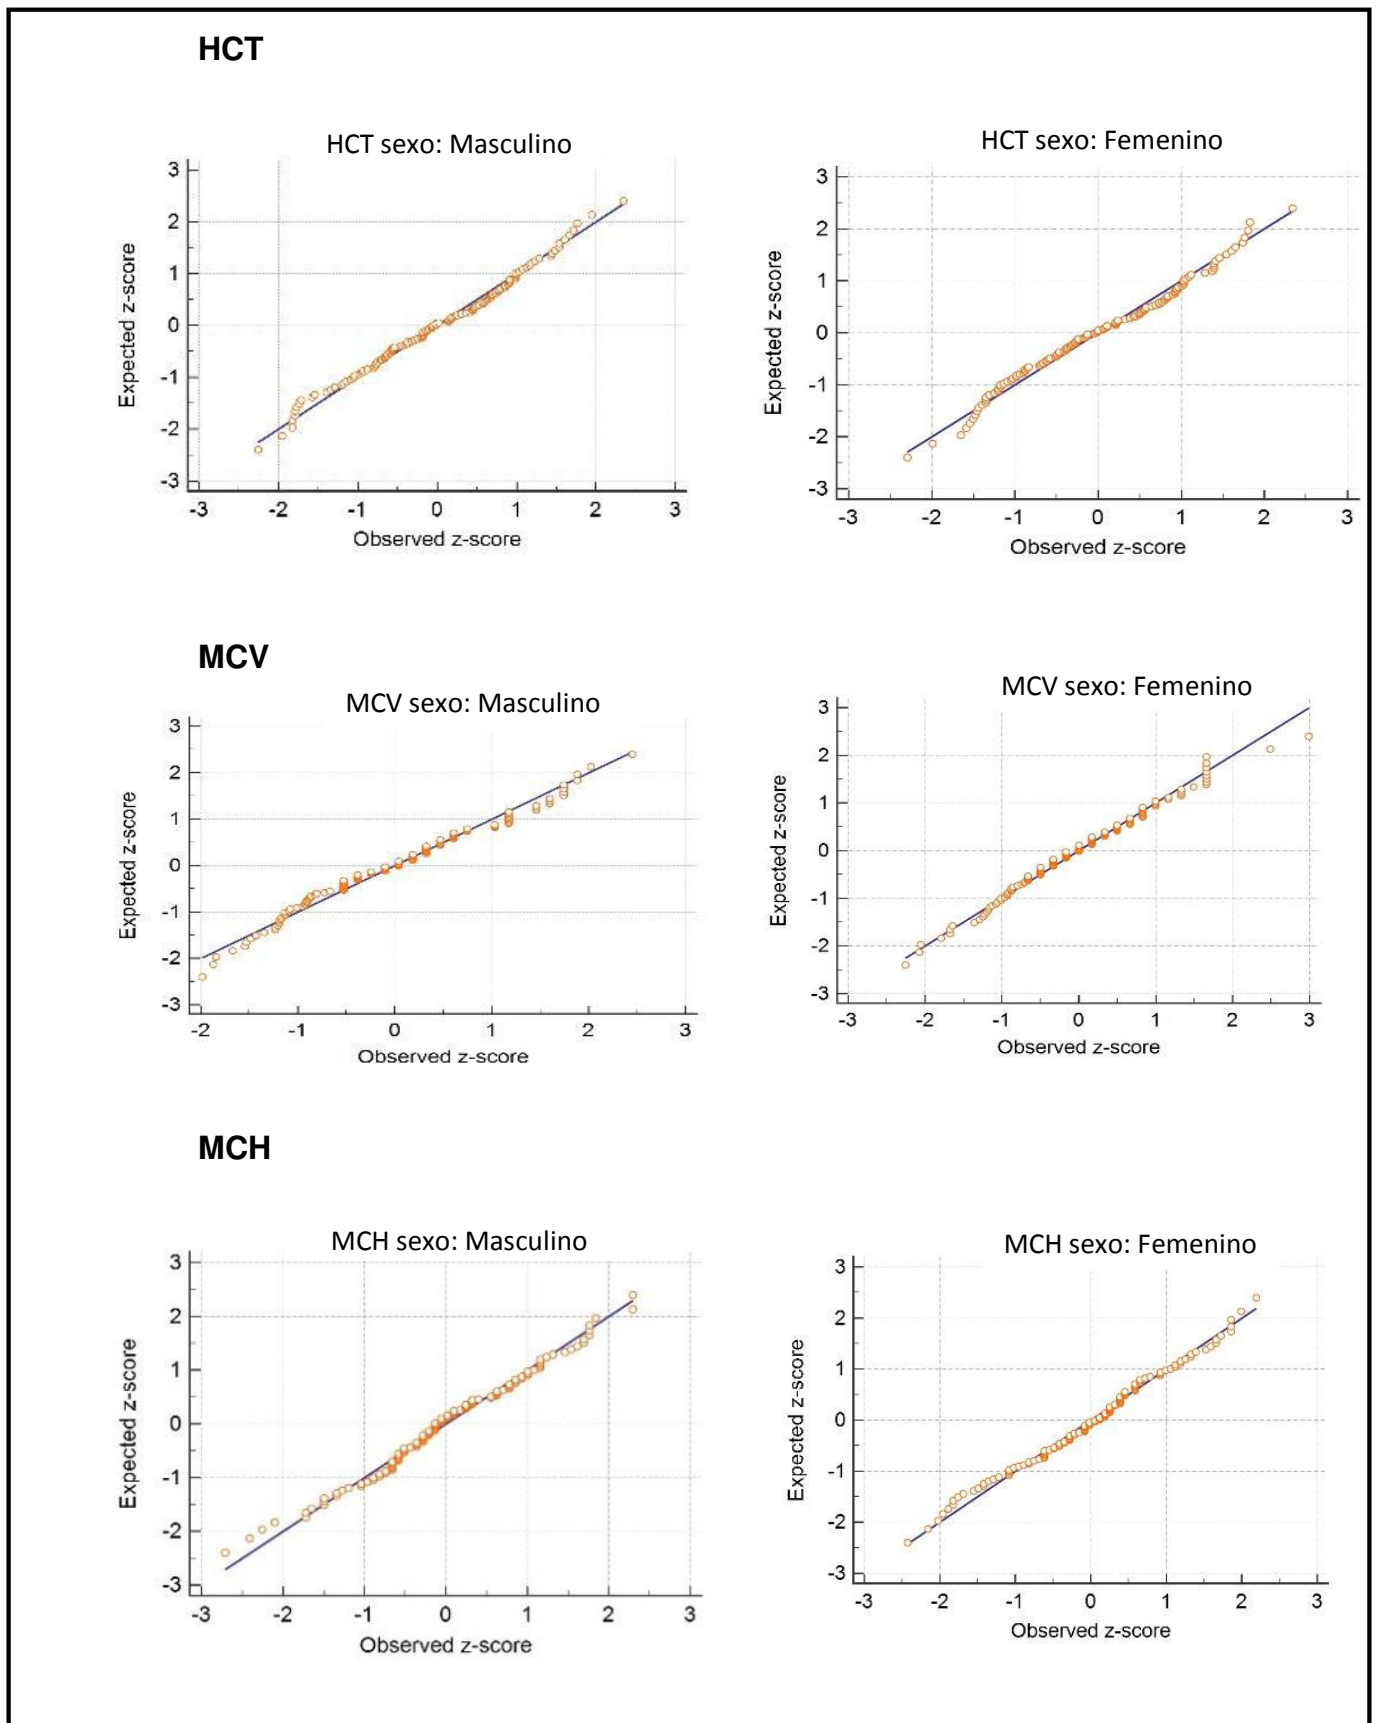 HCT
HCT sexo: Masculino
3
2
1
0
-1
-2
-3
Expected z-score
-3 -2 -1 0 1 2 3
Observed z-score
HCT sexo: Femenino
3
2
1
0
-1
-2
-3
Expected z-score
-3 -2 -1 0 1 2 3
Observed z-score
MCV
MCV sexo: Masculino
3
2
1
0
-1
-2
-3
Expected z-score
-2 -1 0 1 2 3
Observed z-score
MCV sexo: Femenino
3
2
1
0
-1
-2
-3
Expected z-score
-3 -2 -1 0 1 2 3
Observed z-score
MCH
MCH sexo: Masculino
3
2
1
0
-1
-2
-3
Expected z-score
-3 -2 -1 0 1 2 3
Observed z-score
MCH sexo: Femenino
3
2
1
0
-1
-2
-3
Expected z-score
-3 -2 -1 0 1 2 3
Observed z-score